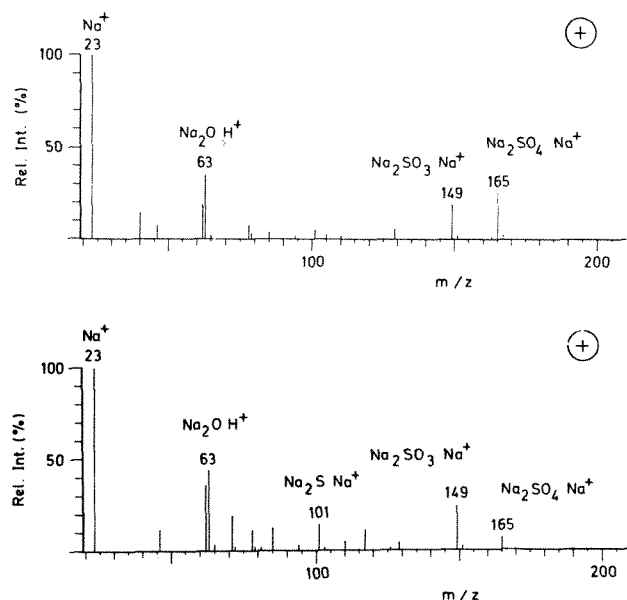 Na+
23
+
100
Rel. Int. (%)
50
Na2O H+
63
Na2SO3 Na+
149
Na2SO4 Na+
165
100
200
m / z
Na+
23
+
100
Rel. Int. (%)
50
Na2O H+
63
Na2S Na+
101
Na2SO3 Na+
149
Na2SO4 Na+
165
100
200
m / z